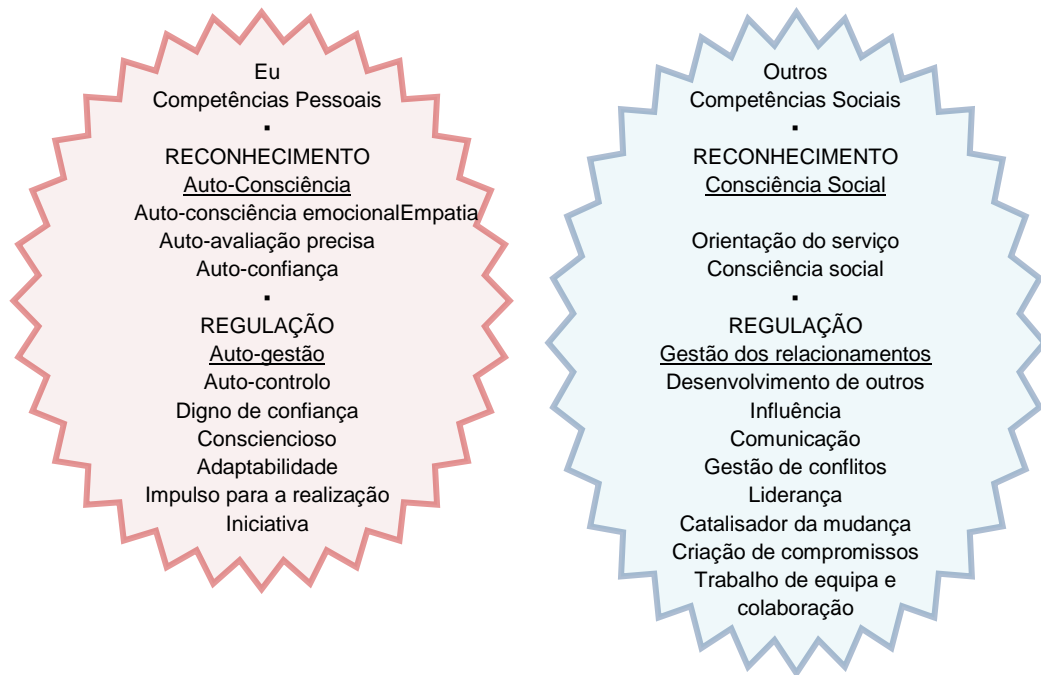 Eu
Competências Pessoais
▪
RECONHECIMENTO
Auto-Consciência
Auto-consciência emocionalEmpatia
Auto-avaliação precisa
Auto-confiança
▪
REGULAÇÃO
Auto-gestão
Auto-controlo
Digno de confiança
Consciencioso
Adaptabilidade
Impulso para a realização
Iniciativa
Outros
Competências Sociais
▪
RECONHECIMENTO
Consciência Social
Orientação do serviço
Consciência social
▪
REGULAÇÃO
Gestão dos relacionamentos
Desenvolvimento de outros
Influência
Comunicação
Gestão de conflitos
Liderança
Catalisador da mudança
Criação de compromissos
Trabalho de equipa e
colaboração